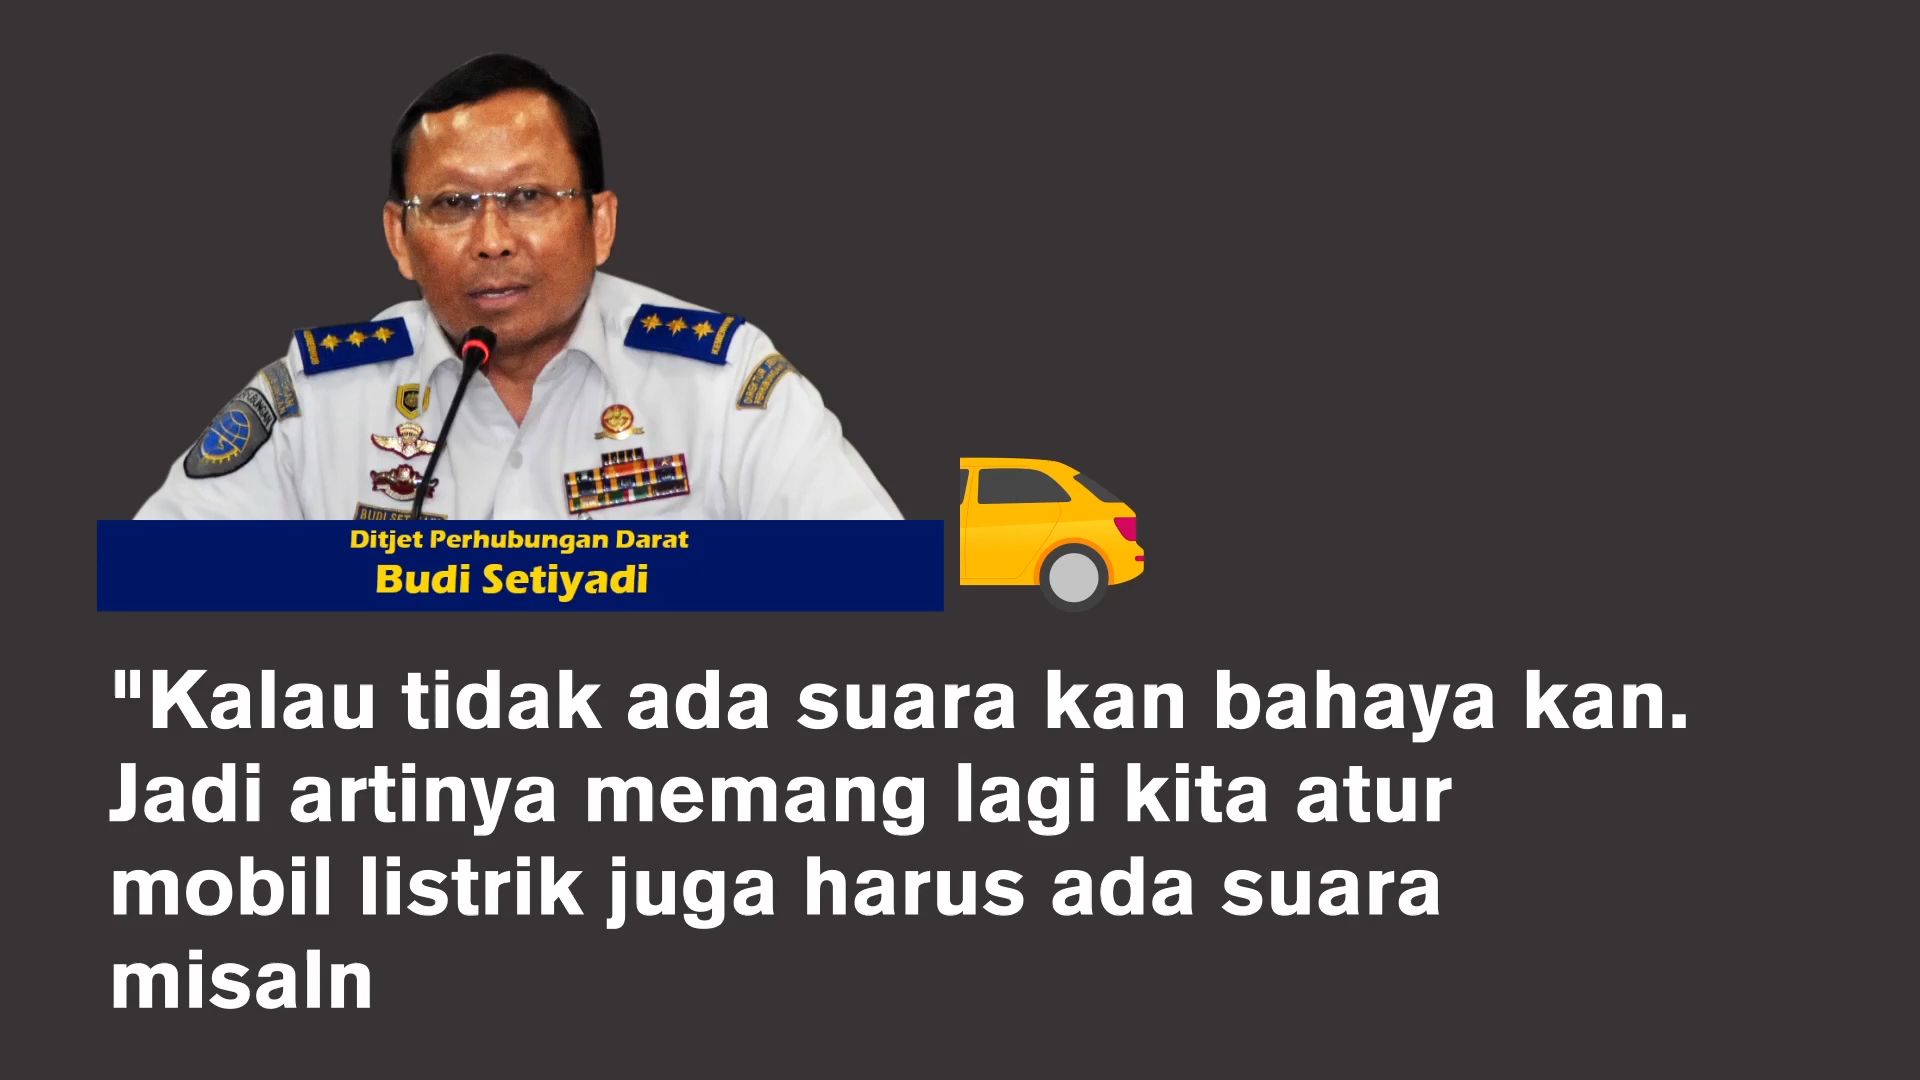 Ditjet Perhubungan Darat
Budi Setiyadi
"Kalau tidak ada suara kan bahaya kan.
Jadi artinya memang lagi kita atur
mobil listrik juga harus ada suara
misaln